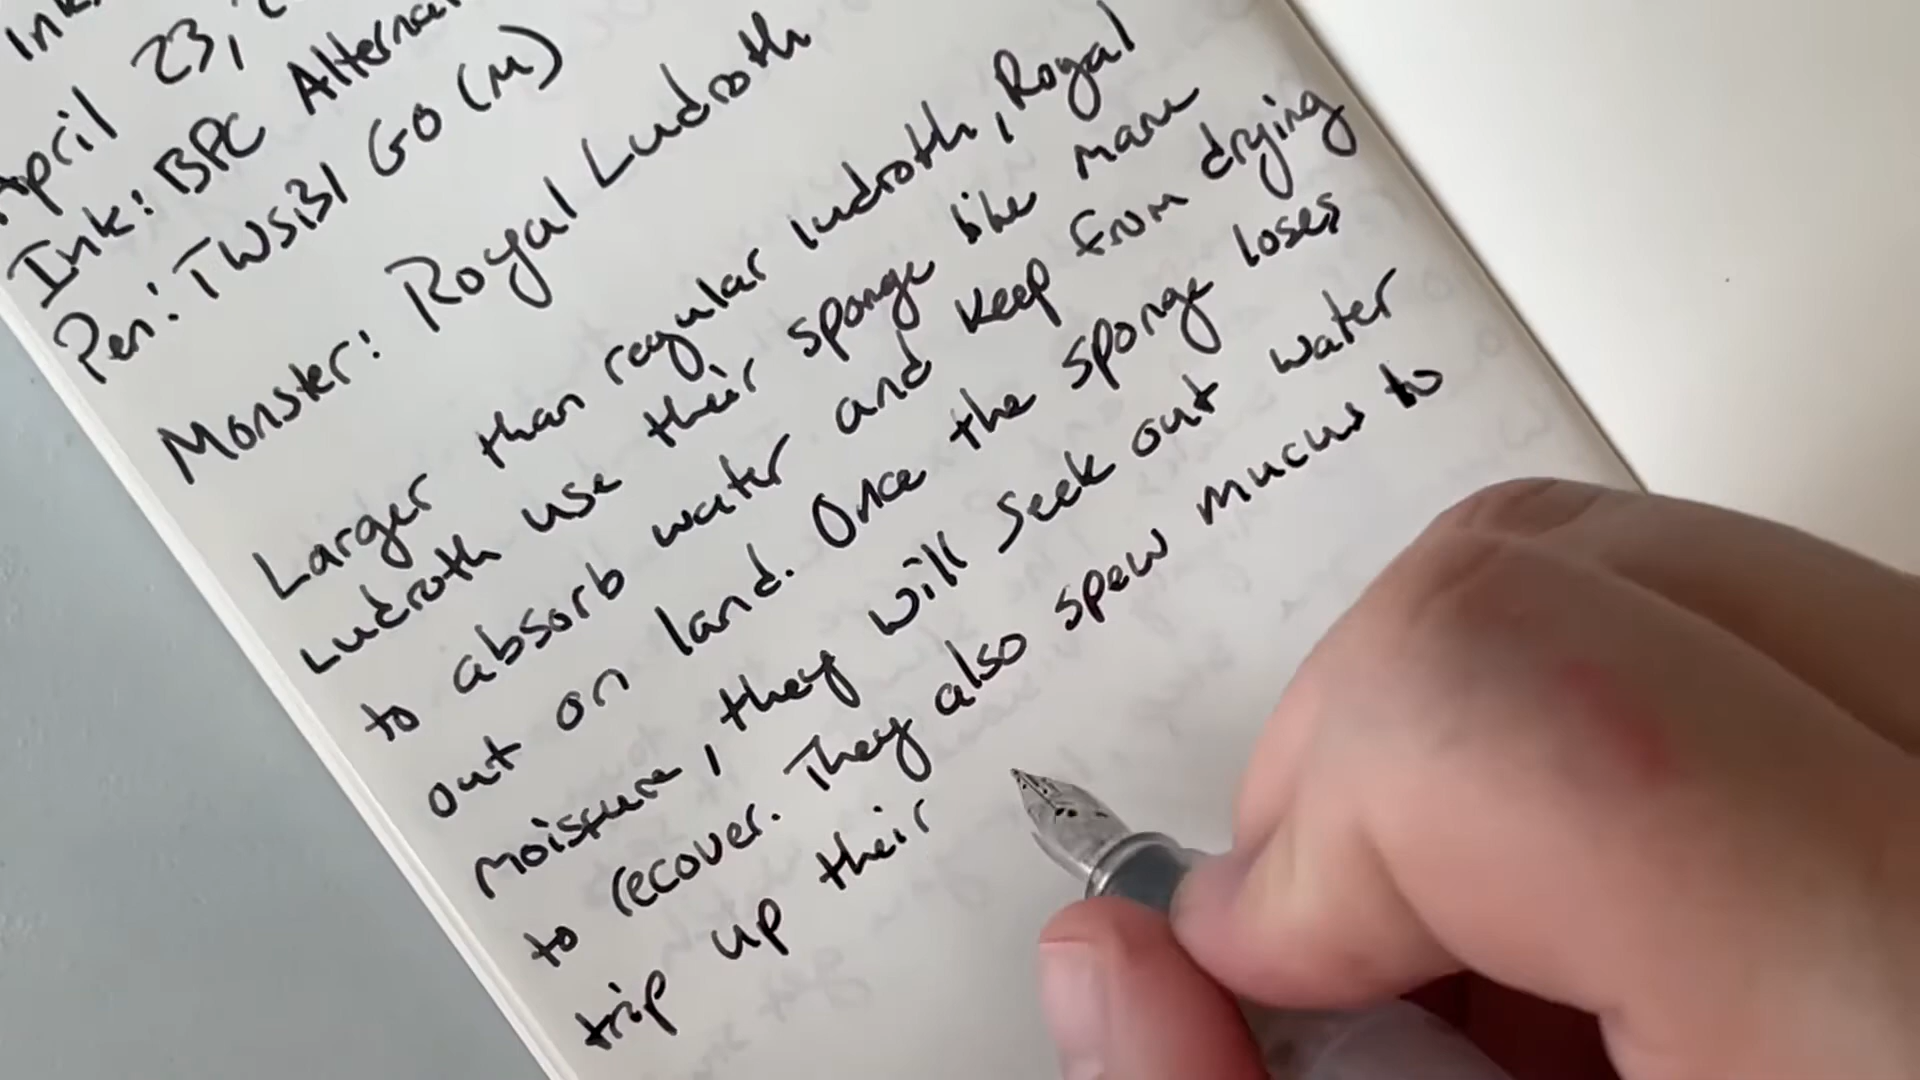 Ink:
April 23,
Ink: BPC Alterna
Pen: TWSBI GO (M)
Monster: Royal Ludroth
Larger than regular ludroth, Royal
Ludroth use their sponge like mane
to absorb water and keep from drying
out on land. Once the sponge loses
moisture, they will seek out water
to recover. They also spew mucus to
trip up their